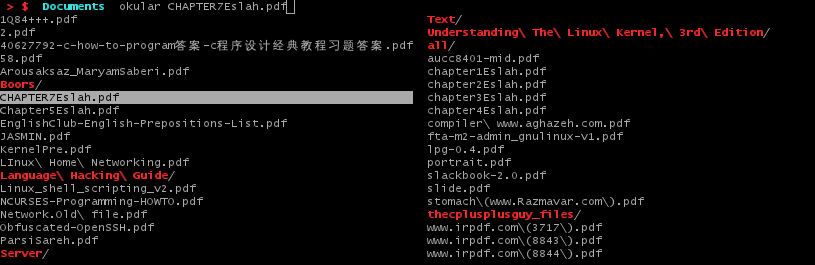 > $ Documents okular CHAPTER7Eslah.pdf
1Q84+++.pdf
2.pdf
40627792-c-how-to-program答案-c程序设计经典教程习题答案.pdf
58.pdf
Arousaksaz_MaryamSaberi.pdf
Boors/
CHAPTER7Eslah.pdf
Chapter5Eslah.pdf
EnglishClub-English-Prepositions-List.pdf
JASMIN.pdf
KernelPre.pdf
LInux\ Home\ Networking.pdf
Language\ Hacking\ Guide/
Linux_shell_scripting_v2.pdf
NCURSES-Programming-HOWTO.pdf
Network.Old\ file.pdf
Obfuscated-OpenSSH.pdf
ParsiSareh.pdf
Server/
Text/
Understanding\ The\ Linux\ Kernel,\ 3rd\ Edition/
all/
aucc8401-mid.pdf
chapter1Eslah.pdf
chapter2Eslah.pdf
chapter3Eslah.pdf
chapter4Eslah.pdf
compiler\ www.aghazeh.com.pdf
fta-m2-admin_gnulinux-v1.pdf
lpg-0.4.pdf
portrait.pdf
slackbook-2.0.pdf
slide.pdf
stomach\(www.Razmavar.com\).pdf
thecplusplusguy_files/
www.irpdf.com\(3717\).pdf
www.irpdf.com\(8843\).pdf
www.irpdf.com\(8844\).pdf